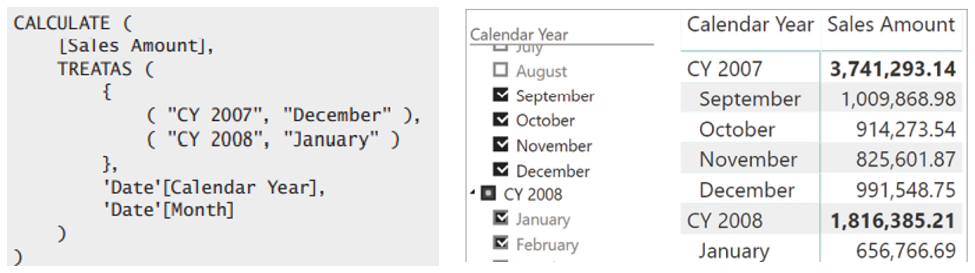 CALCULATE (
[Sales Amount],
TREATAS (
{
( "CY 2007", "December" ),
( "CY 2008", "January" )
},
'Date'[Calendar Year],
'Date'[Month]
)
)
Calendar Year
July
August
September
October
November
December
CY 2008
January
February
Calendar Year Sales Amount
CY 2007 3,741,293.14
September 1,009,868.98
October 914,273.54
November 825,601.87
December 991,548.75
CY 2008 1,816,385.21
January 656,766.69